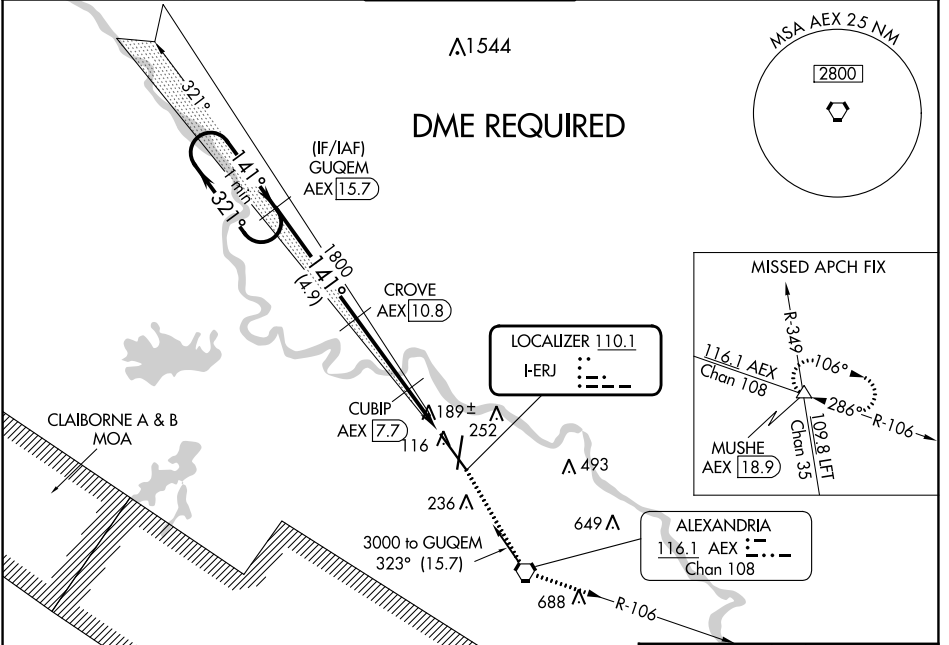 1544
MSA AEX 25 NM
2800
DME REQUIRED
321°
(IF/IAF)
GUQEM
AEX 15.7
141°
1 min
321°
1800
141°
(4.9)
CROVE
AEX 10.8
MISSED APCH FIX
R-349
116.1 AEX
Chan 108
106°
286°
R-106
109.8 LFT
Chan 35
MUSHE
AEX 18.9
LOCALIZER 110.1
I-ERJ
CUBIP
AEX 7.7
189±
252
116
493
CLAIBORNE A & B
MOA
236
649
ALEXANDRIA
116.1 AEX
Chan 108
3000 to GUQEM
323° (15.7)
688
R-106